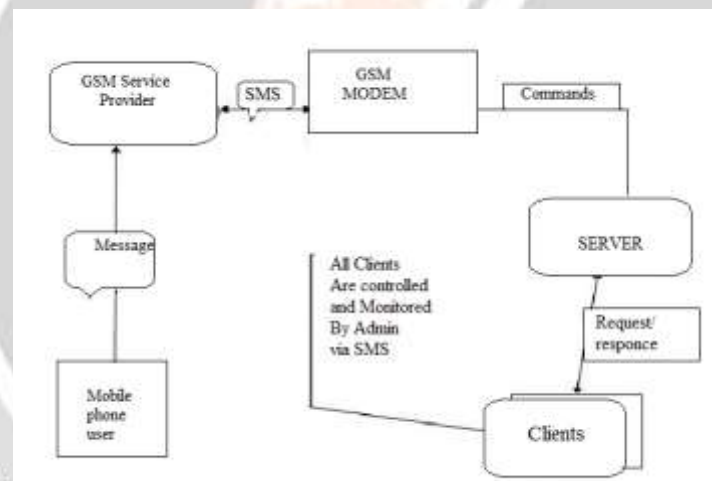 GSM Service
Provider
SMS
GSM
MODEM
Commands
Message
SERVER
All Clients
Are controlled
and Monitored
By Admin
via SMS
Request/
responce
Mobile
phone
user
Clients